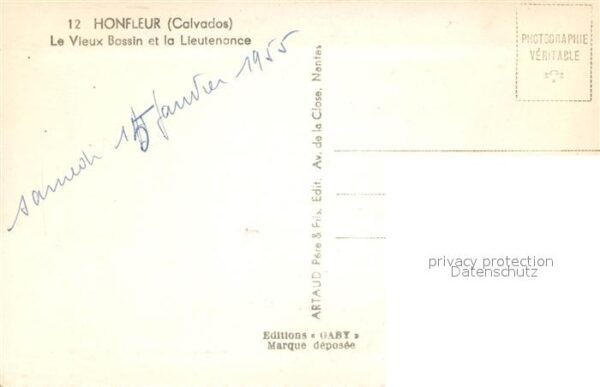 12 HONFLEUR (Calvados)
Le Vieux Bassin et la Lieutenance
samedi 15 janvier 1955
ARTAUD Père & Fils, Edit. Av. de la Close, Nantes
PHOTOGRAPHIE
VÉRITABLE
privacy protection
Datenschutz
Editions « GABY »
Marque déposée